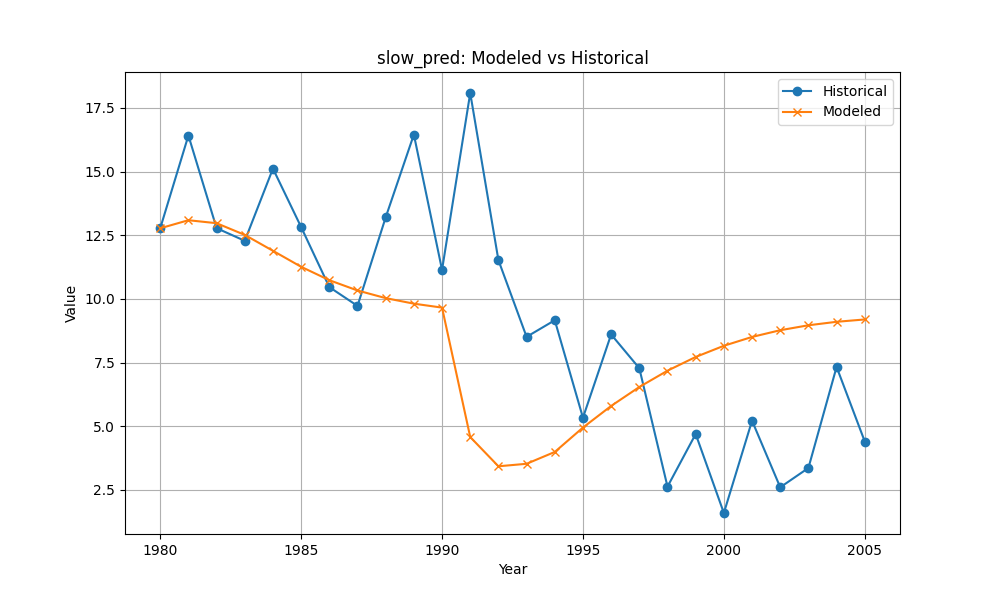 slow_pred: Modeled vs Historical
Historical
Modeled
Value
17.5
15.0
12.5
10.0
7.5
5.0
2.5
1980
1985
1990
1995
2000
2005
Year